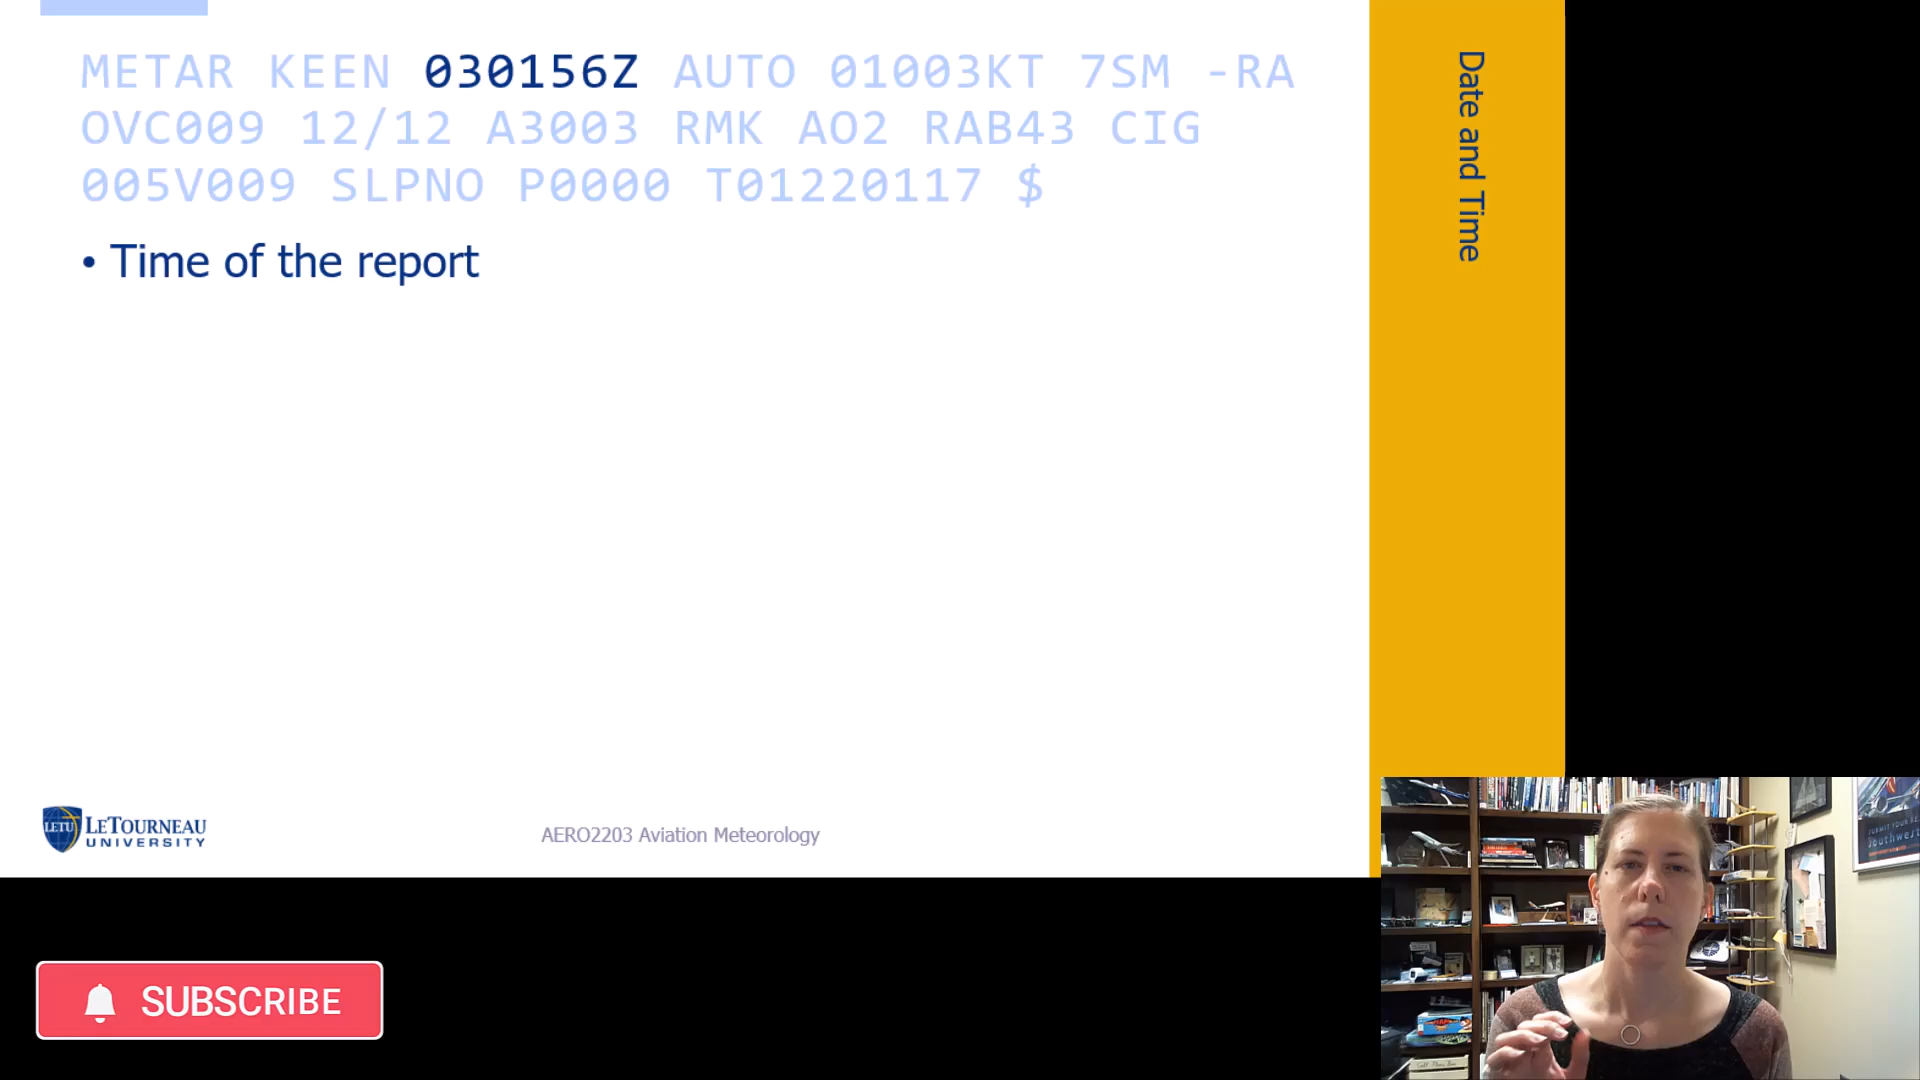 METAR KEEN 030156Z AUTO 01003KT 7SM -RA
OVC009 12/12 A3003 RMK AO2 RAB43 CIG
005V009 SLPNO P0000 T01220117 $
• Time of the report
Date and Time
LETU LETOURNEAU
UNIVERSITY
AERO2203 Aviation Meteorology
SUBSCRIBE
Southwest